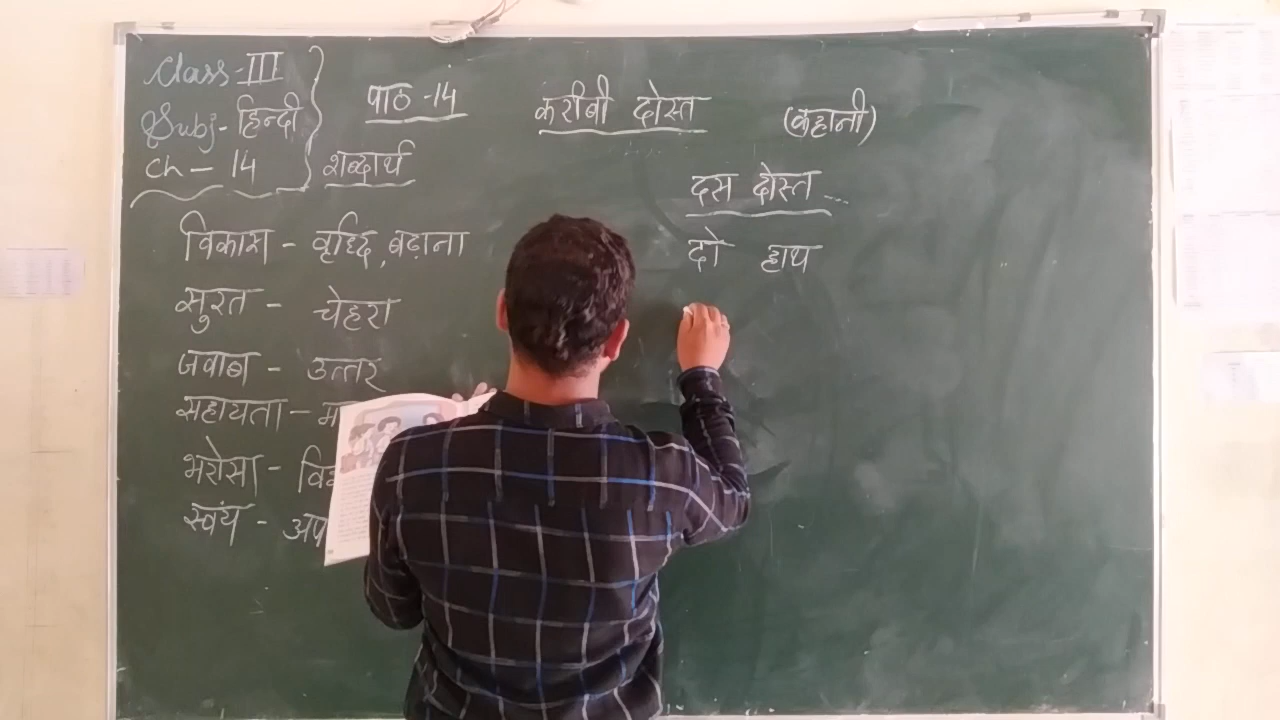 Class-III
Subj- हिन्दी
Ch - 14
पाठ -14 करीबी दोस्त (कहानी)
शब्दार्थ
विकास - वृध्दि, बढ़ाना
सुरत - चेहरा
जवाब - उत्तर
सहायता -
भरोसा -
स्वयं -
दस दोस्त...
दो हाथ